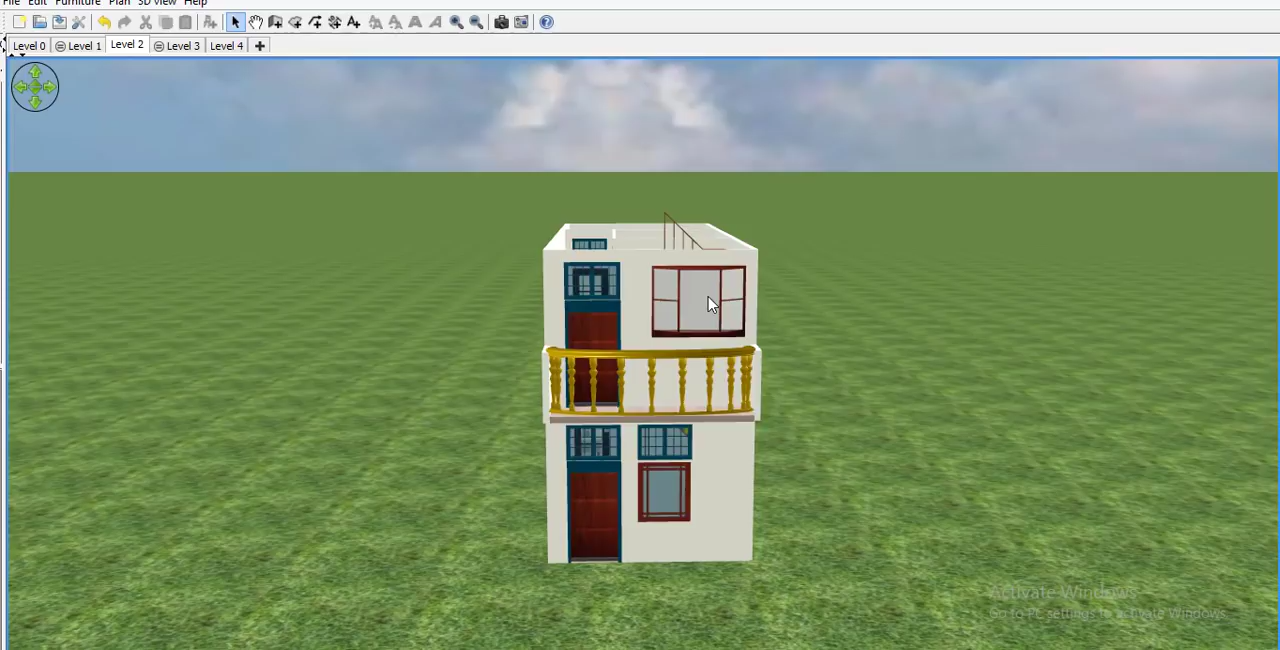 File Edit Furniture Plan 3D view Help
Level 0 Level 1 Level 2 Level 3 Level 4
Activate Windows
Go to PC settings to activate Windows.